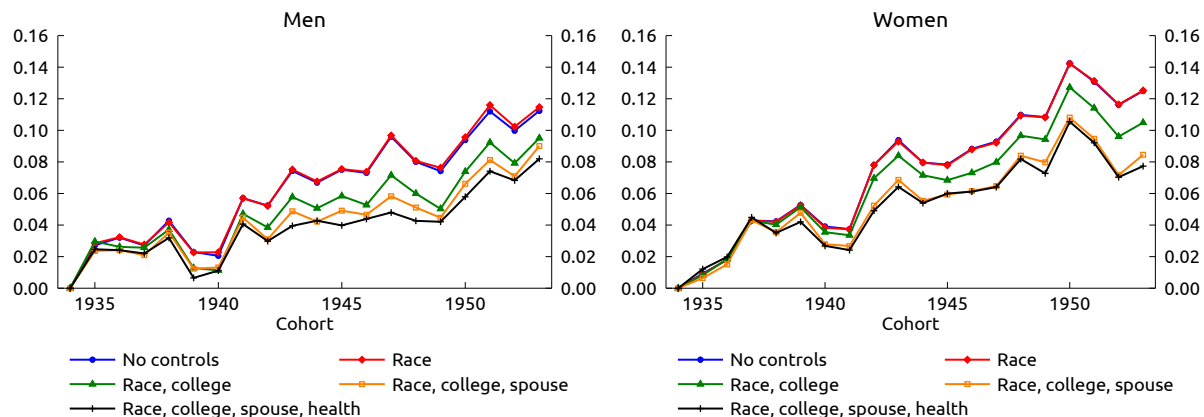 Men
0.16 0.16
0.14 0.14
0.12 0.12
0.10 0.10
0.08 0.08
0.06 0.06
0.04 0.04
0.02 0.02
0.00 0.00
1935 1940 1945 1950
Cohort
No controls Race
Race, college Race, college, spouse
Race, college, spouse, health
Women
0.16 0.16
0.14 0.14
0.12 0.12
0.10 0.10
0.08 0.08
0.06 0.06
0.04 0.04
0.02 0.02
0.00 0.00
1935 1940 1945 1950
Cohort
No controls Race
Race, college Race, college, spouse
Race, college, spouse, health